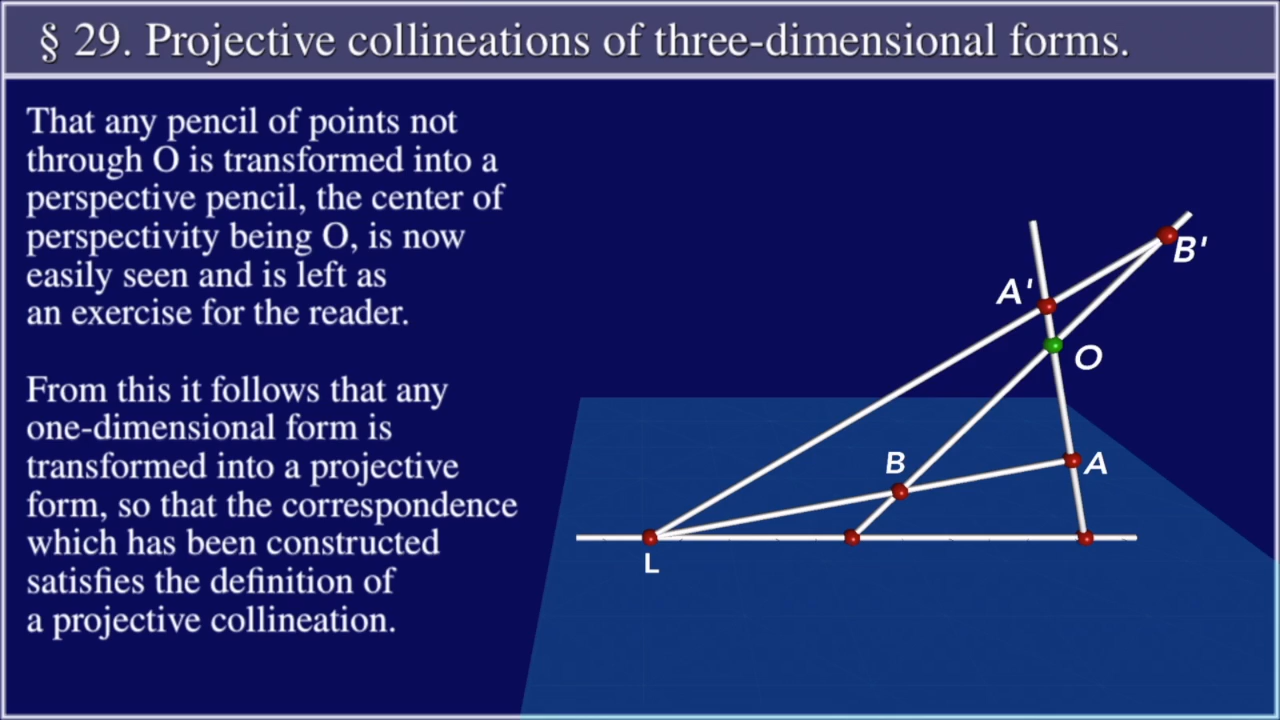 § 29. Projective collineations of three-dimensional forms.
That any pencil of points not
through O is transformed into a
perspective pencil, the center of
perspectivity being O, is now
easily seen and is left as
an exercise for the reader.
From this it follows that any
one-dimensional form is
transformed into a projective
form, so that the correspondence
which has been constructed
satisfies the definition of
a projective collineation.
B'
A'
O
B
A
L